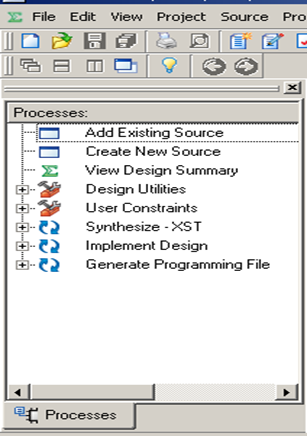 File Edit View Project Source Pro
Processes:
Add Existing Source
Create New Source
View Design Summary
Design Utilities
User Constraints
Synthesize - XST
Implement Design
Generate Programming File
Processes